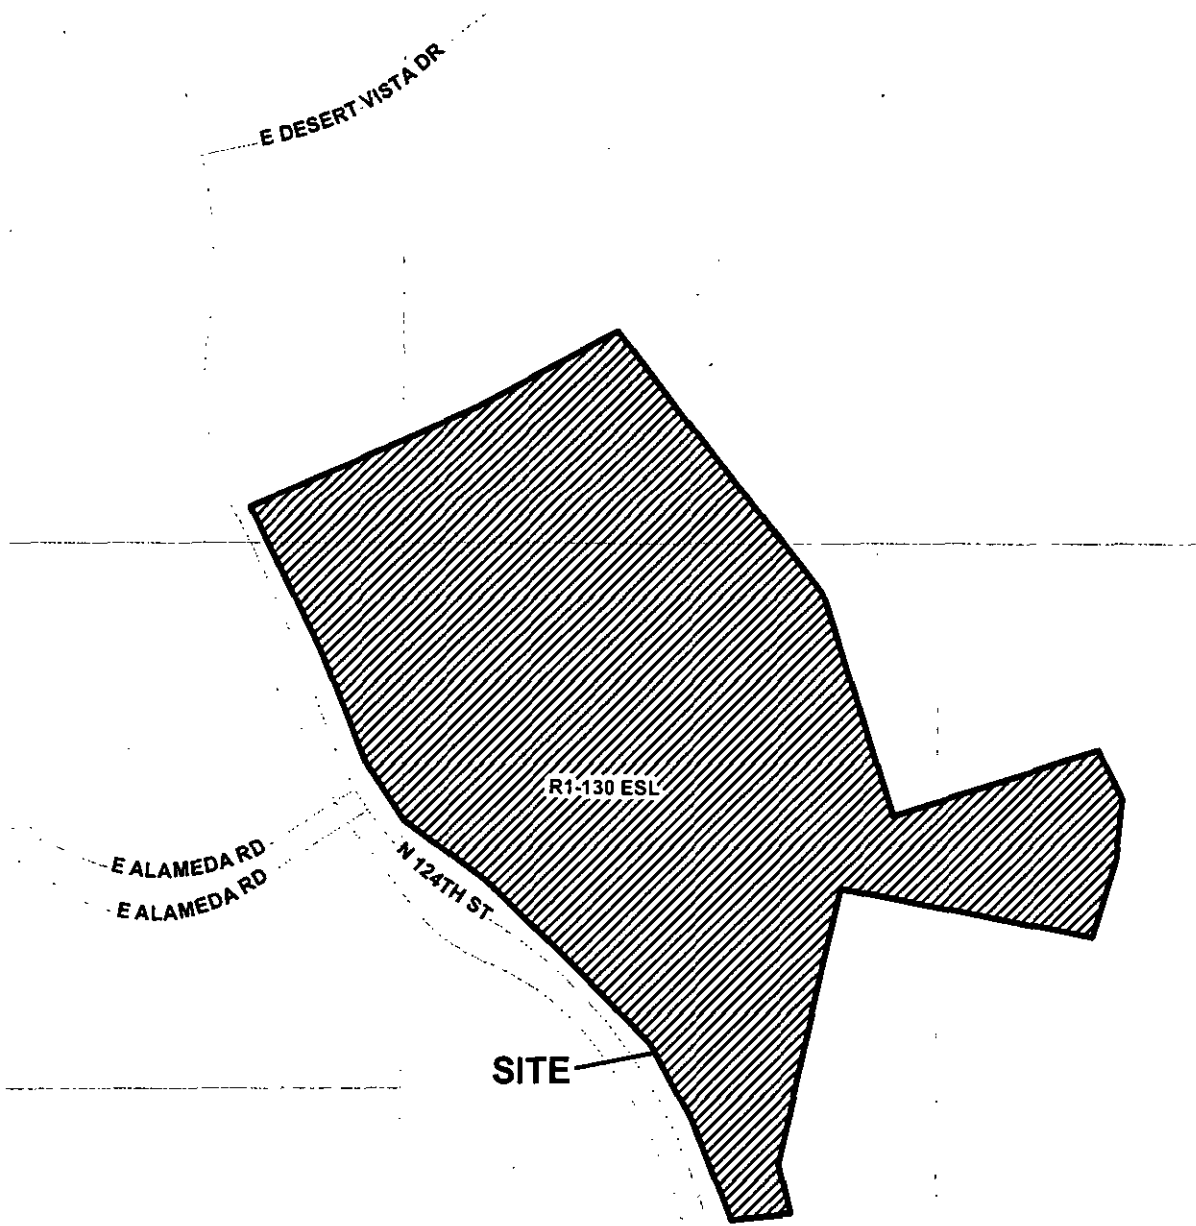 E DESERT VISTA DR
R1-130 ESL
E ALAMEDA RD
E ALAMEDA RD
N 124TH ST
SITE